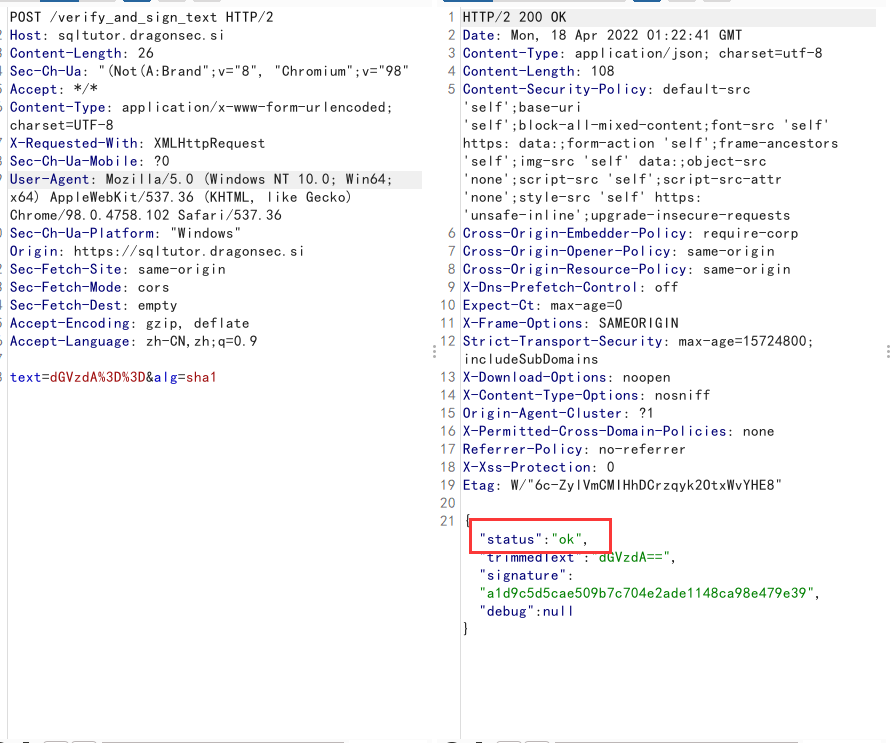 POST /verify_and_sign_text HTTP/2
Host: sqltutor.dragonsec.si
Content-Length: 26
Sec-Ch-Ua: "(Not(A:Brand";v="8", "Chromium";v="98"
Accept: */*
Content-Type: application/x-www-form-urlencoded;
charset=UTF-8
X-Requested-With: XMLHttpRequest
Sec-Ch-Ua-Mobile: ?0
User-Agent: Mozilla/5.0 (Windows NT 10.0; Win64;
x64) AppleWebKit/537.36 (KHTML, like Gecko)
Chrome/98.0.4758.102 Safari/537.36
Sec-Ch-Ua-Platform: "Windows"
Origin: https://sqltutor.dragonsec.si
Sec-Fetch-Site: same-origin
Sec-Fetch-Mode: cors
Sec-Fetch-Dest: empty
Accept-Encoding: gzip, deflate
Accept-Language: zh-CN,zh;q=0.9
text=dGVzdA%3D%3D&alg=sha1
1 HTTP/2 200 OK
2 Date: Mon, 18 Apr 2022 01:22:41 GMT
3 Content-Type: application/json; charset=utf-8
4 Content-Length: 108
5 Content-Security-Policy: default-src
'self';base-uri
'self';block-all-mixed-content;font-src 'self'
https: data:;form-action 'self';frame-ancestors
'self';img-src 'self' data:;object-src
'none';script-src 'self';script-src-attr
'none';style-src 'self' https:
'unsafe-inline';upgrade-insecure-requests
6 Cross-Origin-Embedder-Policy: require-corp
7 Cross-Origin-Opener-Policy: same-origin
8 Cross-Origin-Resource-Policy: same-origin
9 X-Dns-Prefetch-Control: off
10 Expect-Ct: max-age=0
11 X-Frame-Options: SAMEORIGIN
12 Strict-Transport-Security: max-age=15724800;
includeSubDomains
13 X-Download-Options: noopen
14 X-Content-Type-Options: nosniff
15 Origin-Agent-Cluster: ?1
16 X-Permitted-Cross-Domain-Policies: none
17 Referrer-Policy: no-referrer
18 X-Xss-Protection: 0
19 Etag: W/"6c-ZylVmCMlHhDCrzqyk2OtxWvYHE8"
20
21 {
"status":"ok",
"trimmedText":"dGVzdA==",
"signature":
"a1d9c5d5cae509b7c704e2ade1148ca98e479e39",
"debug":null
}